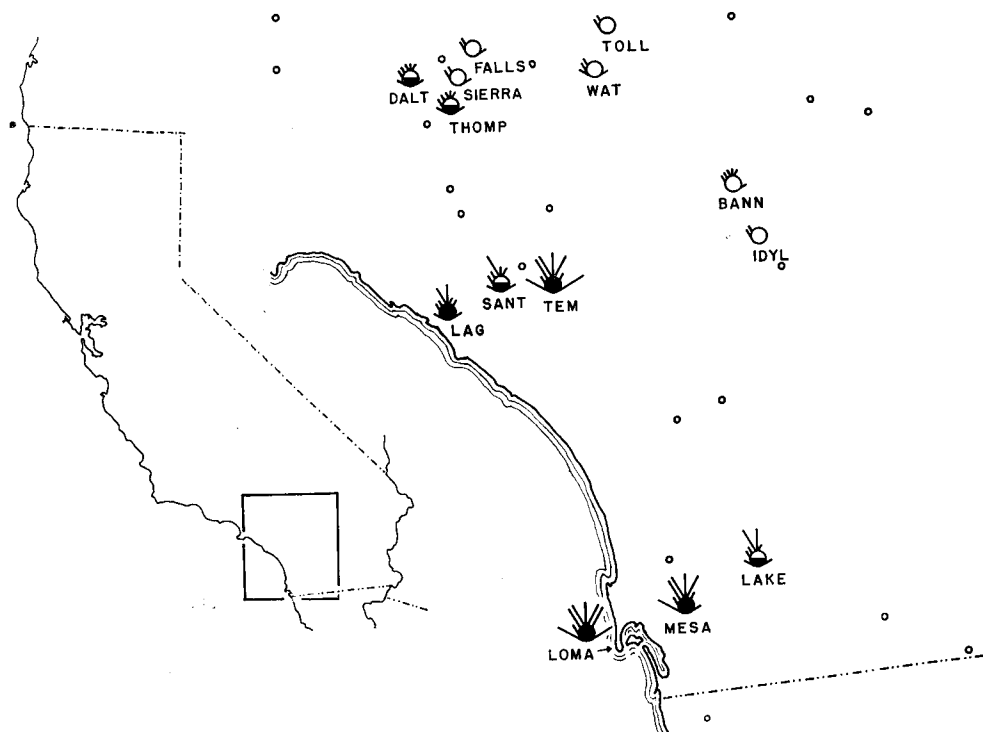 TOLL
FALLS
WAT
DALT
SIERRA
THOMP
BANN
IDYL
SANT
TEM
LAG
LAKE
MESA
LOMA